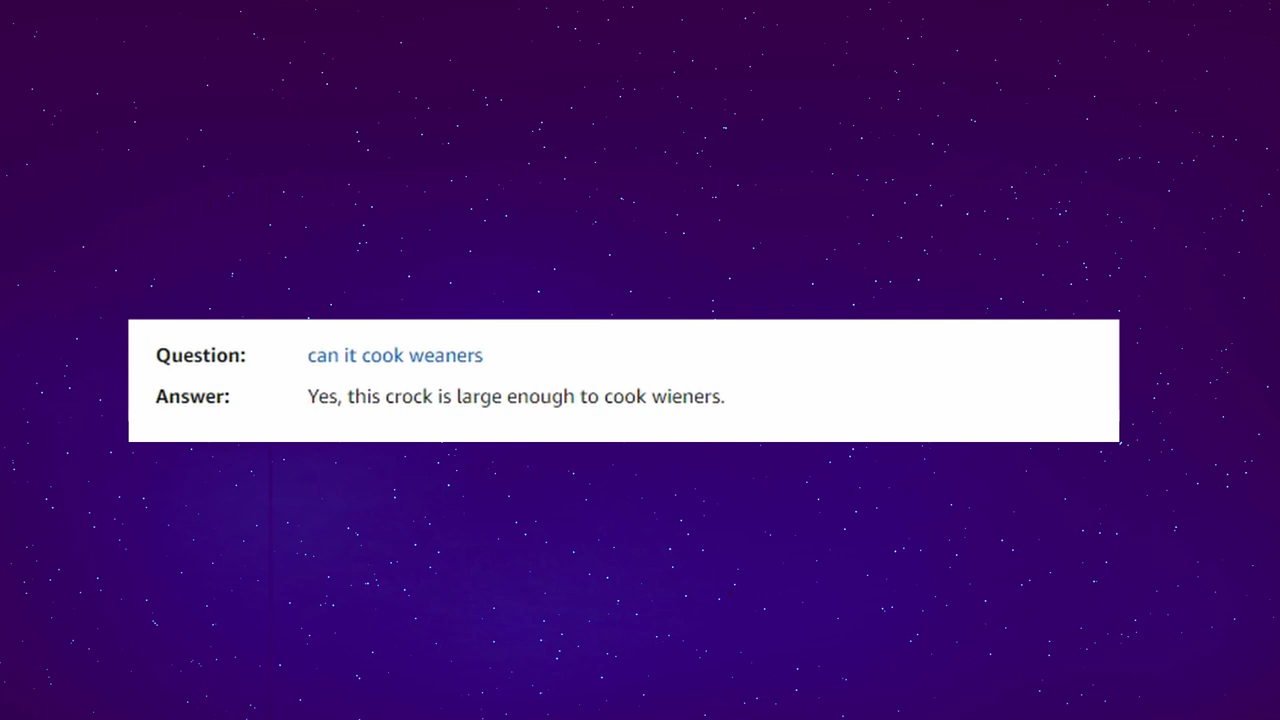 Question: can it cook weaners
Answer: Yes, this crock is large enough to cook wieners.